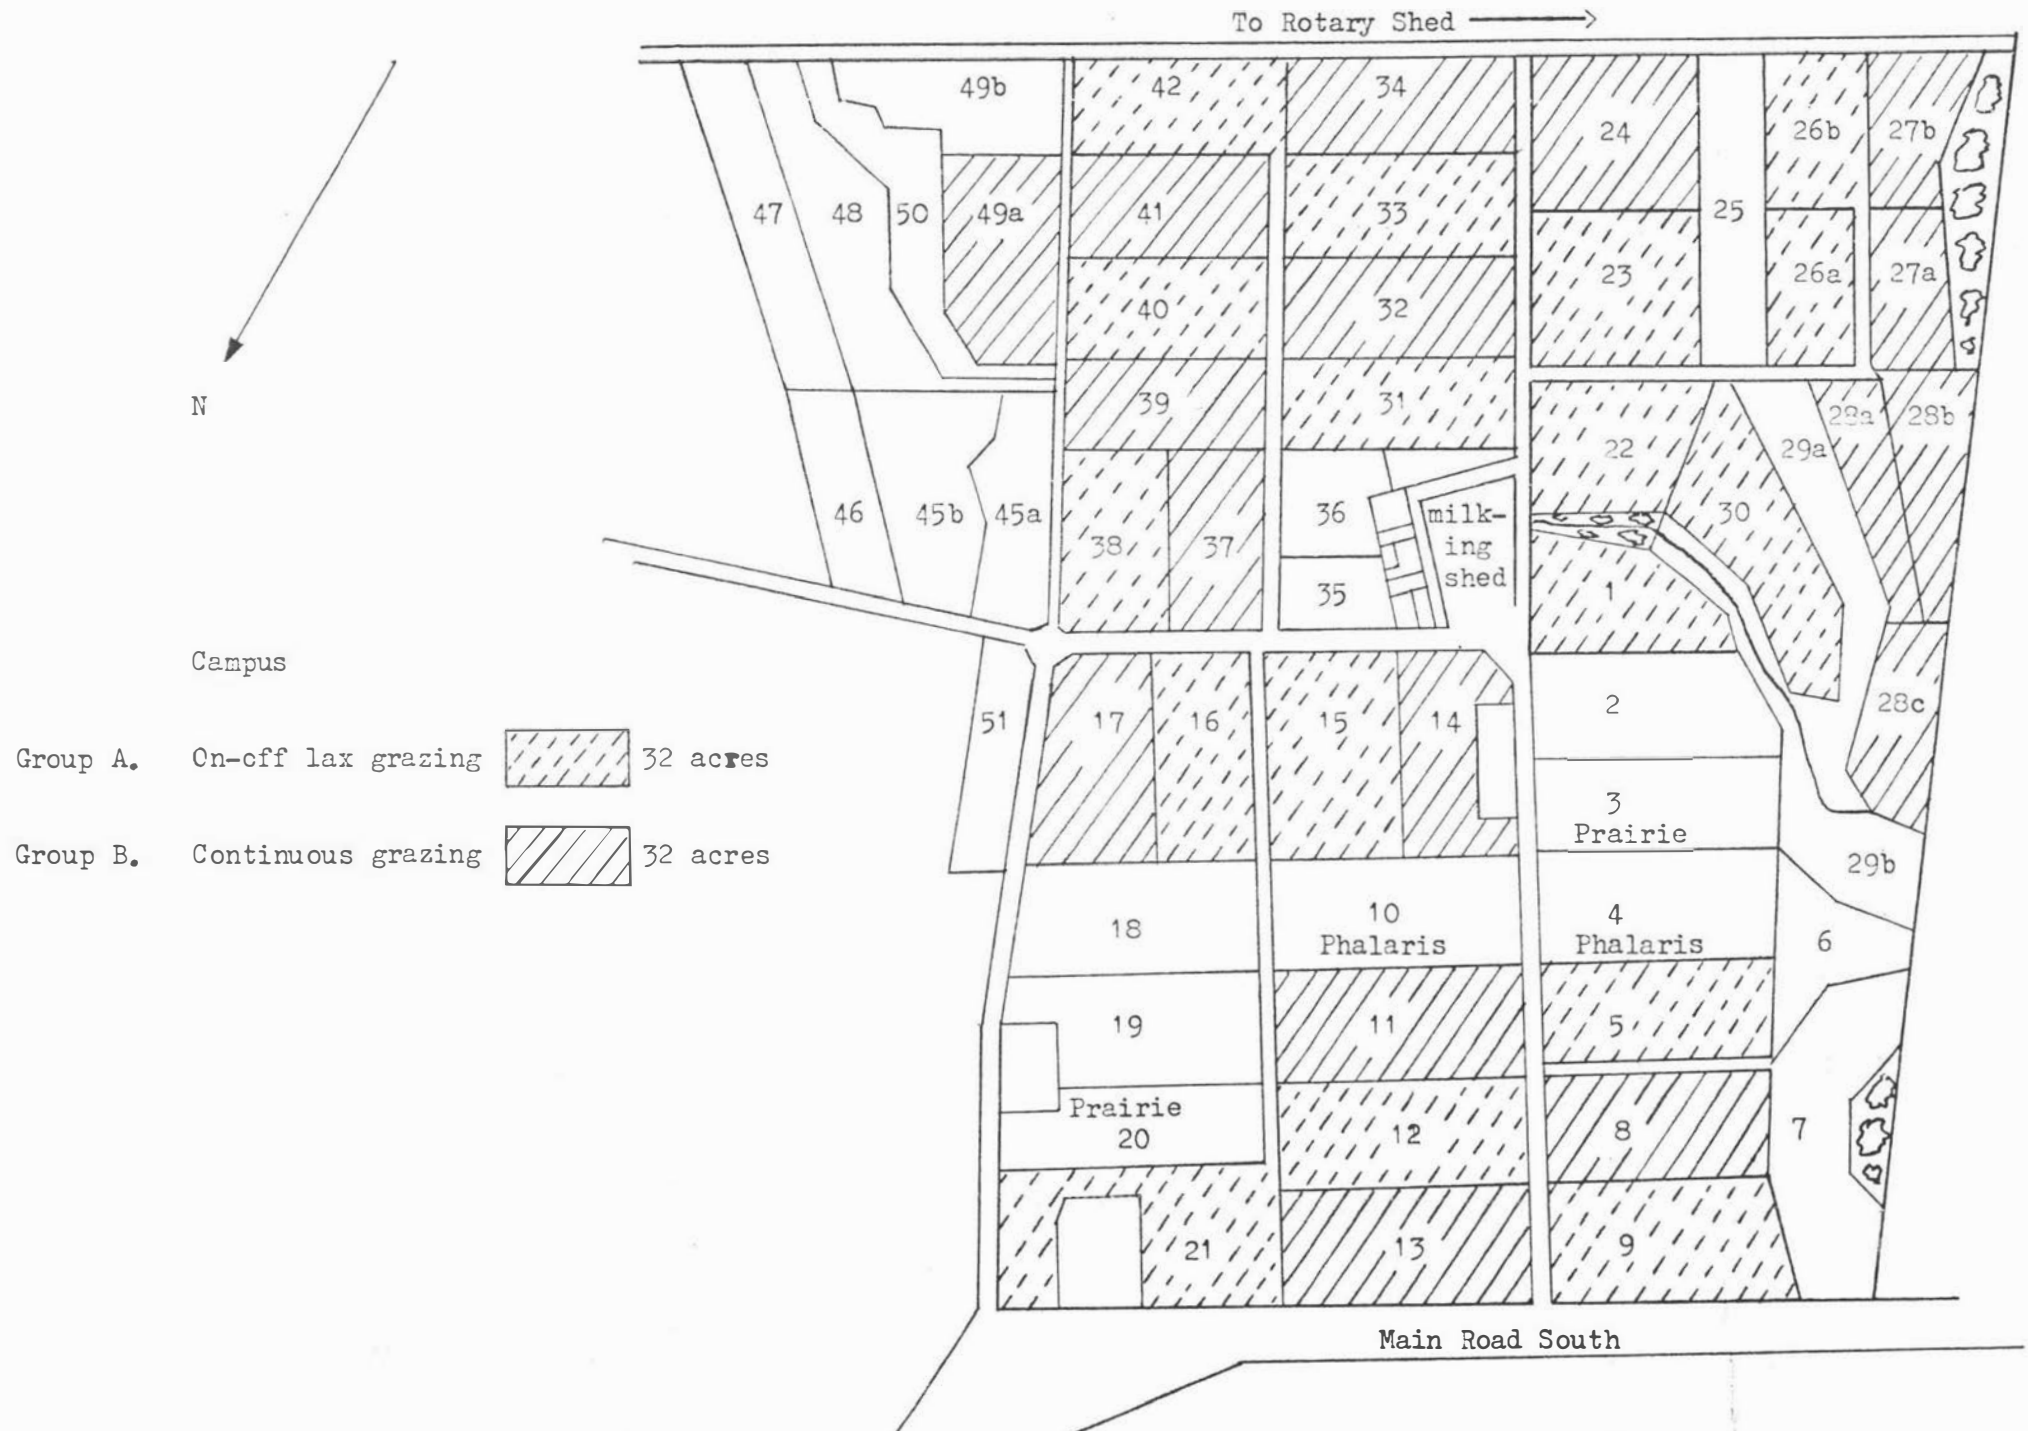 To Rotary Shed
49b
42
34
24
26b
27b
47
48
50
49a
41
33
25
23
26a
27a
40
32
39
31
28a
28b
22
29a
N
46
45b
45a
38
37
36
milk-
ing
shed
30
35
1
Campus
51
17
16
15
14
2
28c
Group A. On-off lax grazing 32 acres
3
Prairie
Group B. Continuous grazing 32 acres
29b
18
10
Phalaris
4
Phalaris
6
19
11
5
Prairie
20
12
8
7
21
13
9
Main Road South